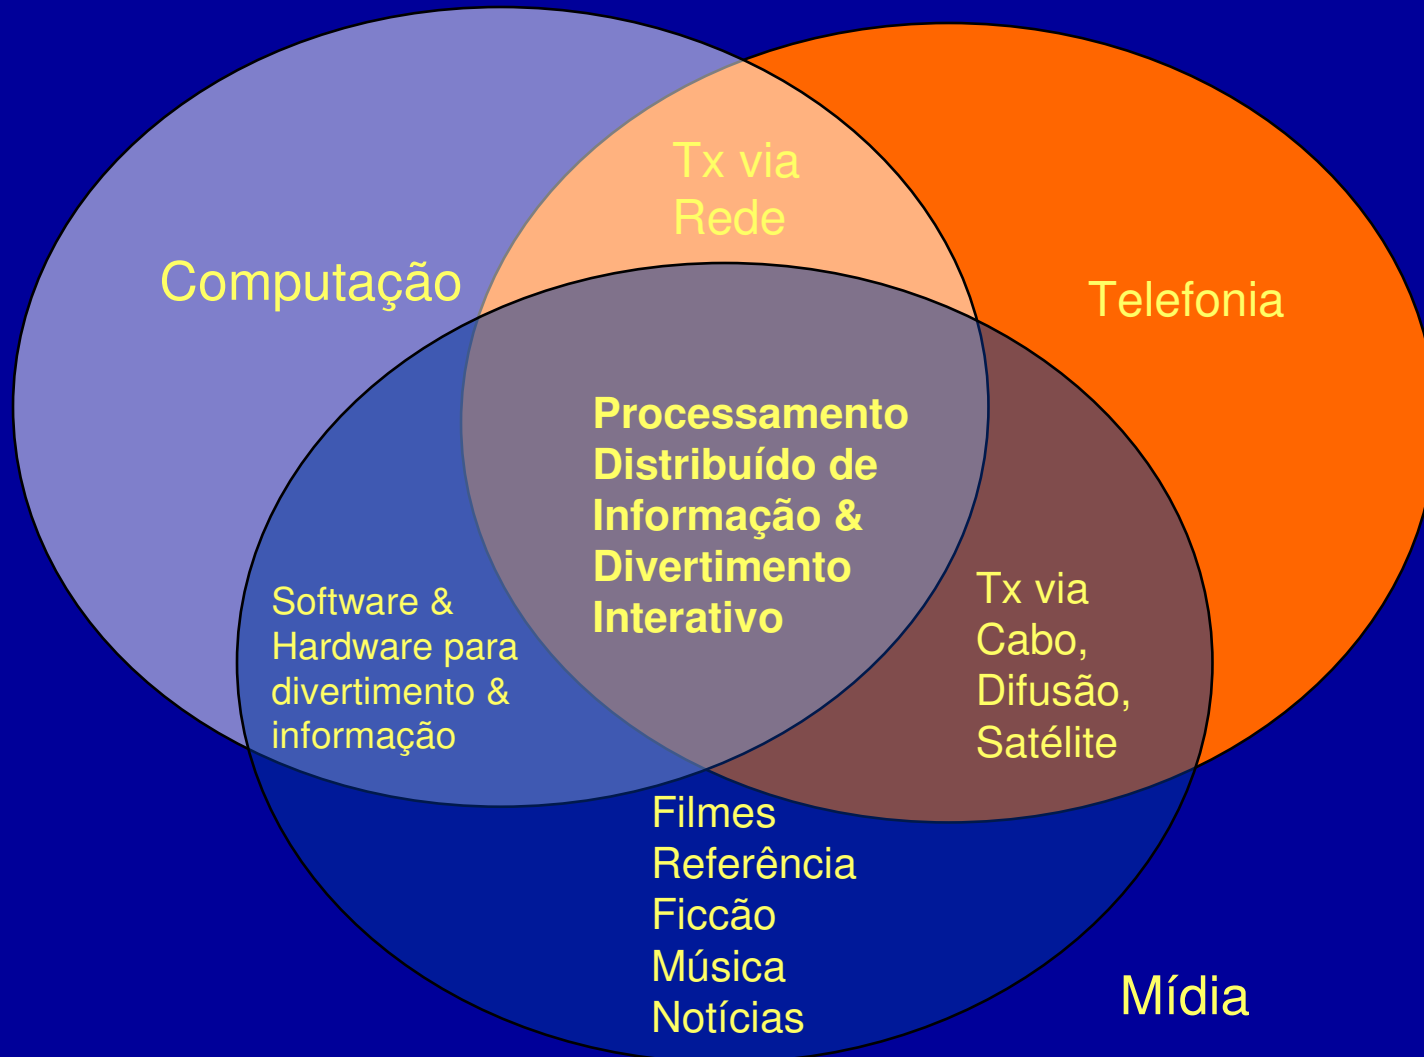 Tx via
Rede
Computação
Telefonia
Processamento
Distribuído de
Informação &
Divertimento
Interativo
Software &
Hardware para
divertimento &
informação
Tx via
Cabo,
Difusão,
Satélite
Filmes
Referência
Ficcão
Música
Notícias
Mídia